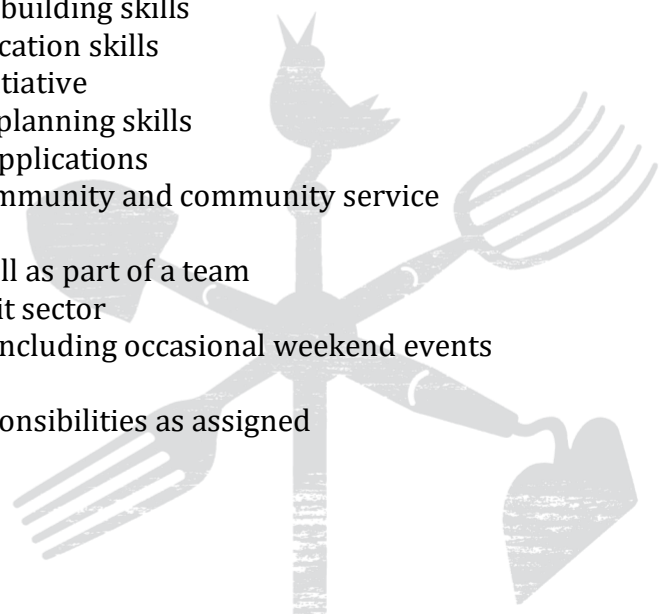 building skills
cation skills
tiative
planning skills
pplications
mmunity and community service
ll as part of a team
it sector
ncluding occasional weekend events
onsibilities as assigned